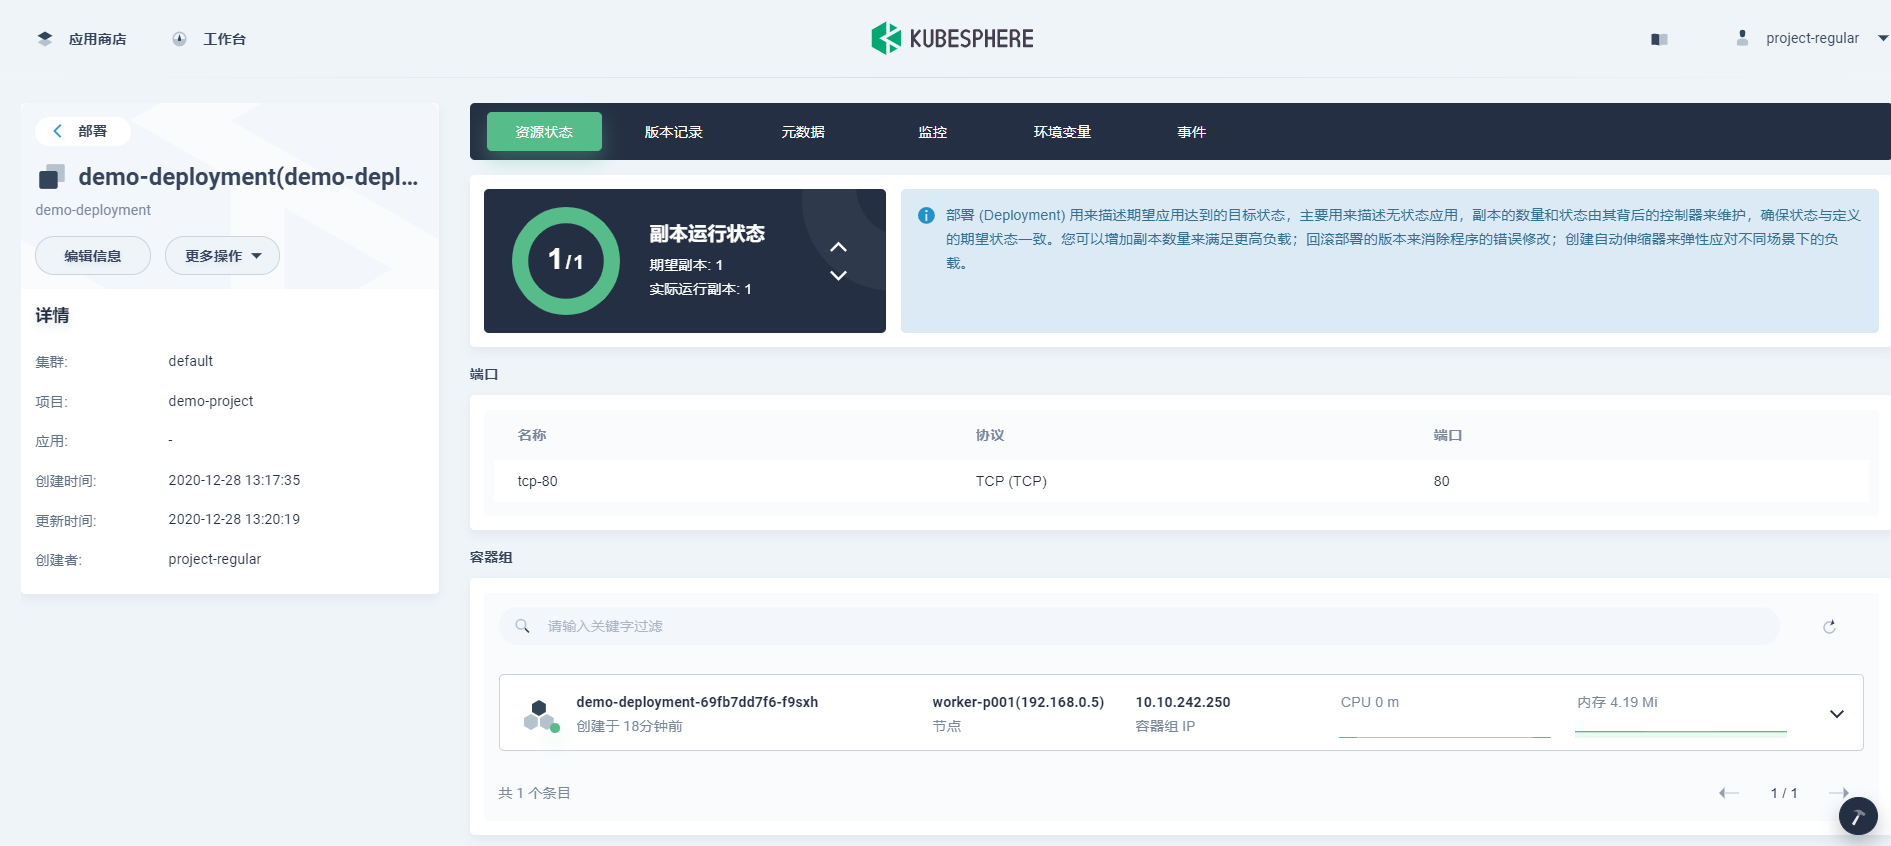 应用商店
工作台
KUBESPHERE
project-regular
部署
demo-deployment(demo-depl...
demo-deployment
编辑信息
更多操作
详情
集群: default
项目: demo-project
应用: -
创建时间: 2020-12-28 13:17:35
更新时间: 2020-12-28 13:20:19
创建者: project-regular
资源状态 版本记录 元数据 监控 环境变量 事件
1/1
副本运行状态
期望副本: 1
实际运行副本: 1
部署 (Deployment) 用来描述期望应用达到的目标状态，主要用来描述无状态应用，副本的数量和状态由其背后的控制器来维护，确保状态与定义
的期望状态一致。您可以增加副本数量来满足更高负载；回滚部署的版本来消除程序的错误修改；创建自动伸缩器来弹性应对不同场景下的负
载。
端口
名称 协议 端口
tcp-80 TCP (TCP) 80
容器组
请输入关键字过滤
demo-deployment-69fb7dd7f6-f9sxh worker-p001(192.168.0.5) 10.10.242.250 CPU 0 m 内存 4.19 Mi
创建于 18分钟前 节点 容器组 IP
共 1 个条目
1 / 1